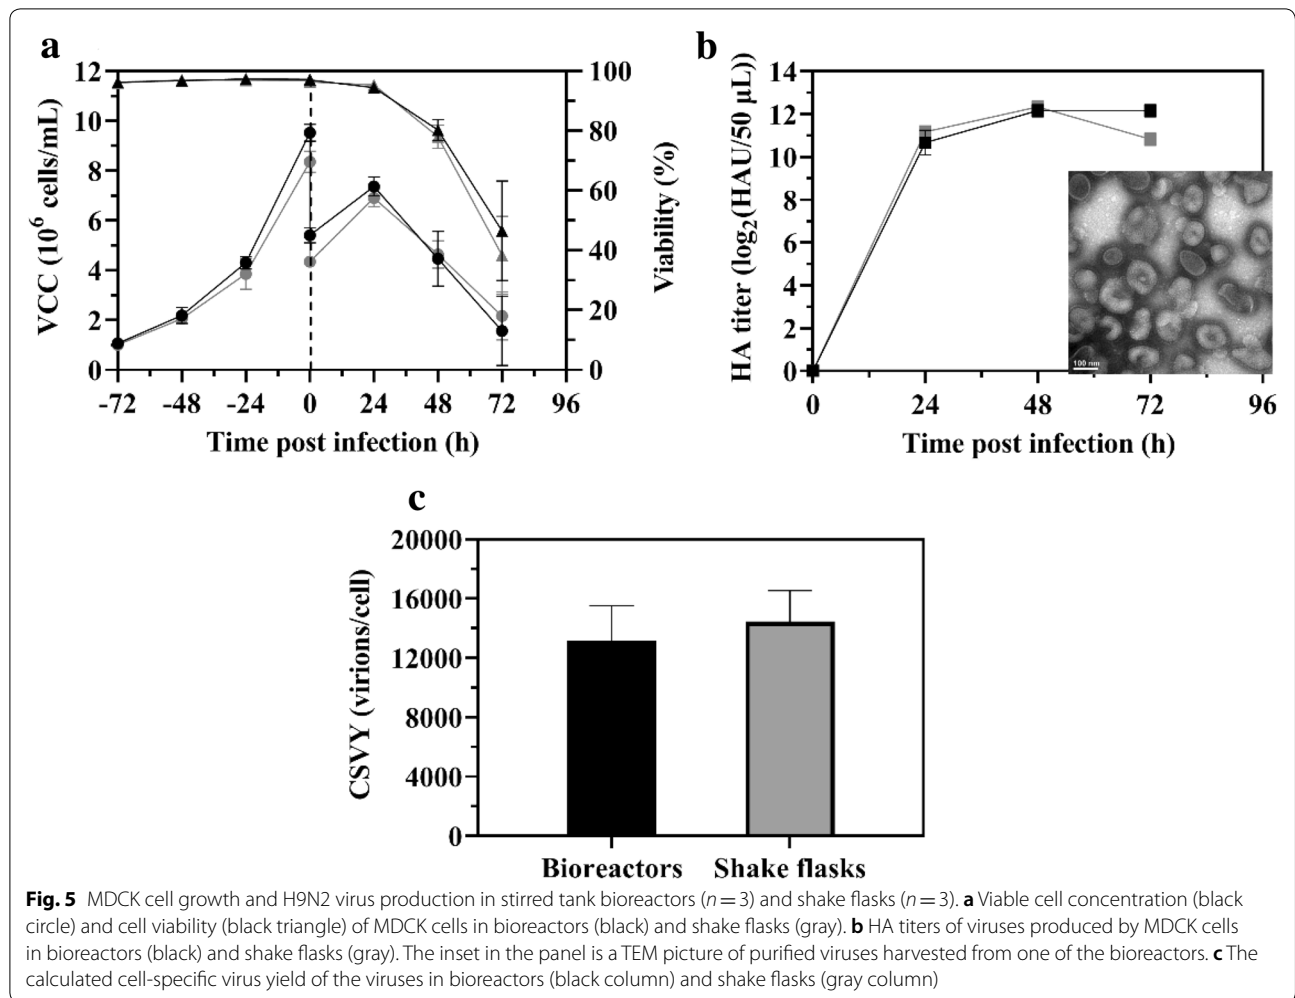 a
12
10
8
6
4
2
0
VCC (10⁶ cells/mL)
100
80
60
40
20
0
Viability (%)
-72 -48 -24 0 24 48 72 96
Time post infection (h)
b
14
12
10
8
6
4
2
0
HA titer (log₂(HAU/50 µL))
100 nm
0 24 48 72 96
Time post infection (h)
c
20000
16000
12000
8000
4000
0
CSVY (virions/cell)
Bioreactors Shake flasks
Fig. 5 MDCK cell growth and H9N2 virus production in stirred tank bioreactors (n = 3) and shake flasks (n = 3). a Viable cell concentration (black
circle) and cell viability (black triangle) of MDCK cells in bioreactors (black) and shake flasks (gray). b HA titers of viruses produced by MDCK cells
in bioreactors (black) and shake flasks (gray). The inset in the panel is a TEM picture of purified viruses harvested from one of the bioreactors. c The
calculated cell-specific virus yield of the viruses in bioreactors (black column) and shake flasks (gray column)